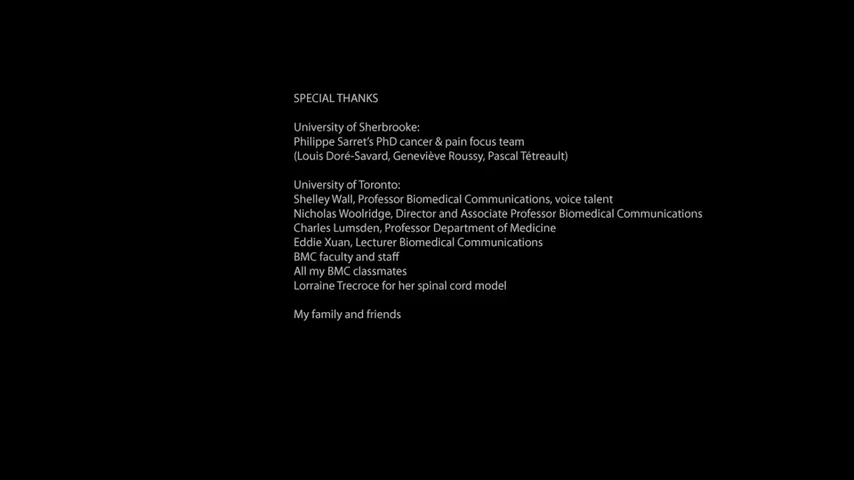 SPECIAL THANKS
University of Sherbrooke:
Philippe Sarret's PhD cancer & pain focus team
(Louis Doré-Savard, Geneviève Roussy, Pascal Tétreault)
University of Toronto:
Shelley Wall, Professor Biomedical Communications, voice talent
Nicholas Woolridge, Director and Associate Professor Biomedical Communications
Charles Lumsden, Professor Department of Medicine
Eddie Xuan, Lecturer Biomedical Communications
BMC faculty and staff
All my BMC classmates
Lorraine Trecroce for her spinal cord model
My family and friends